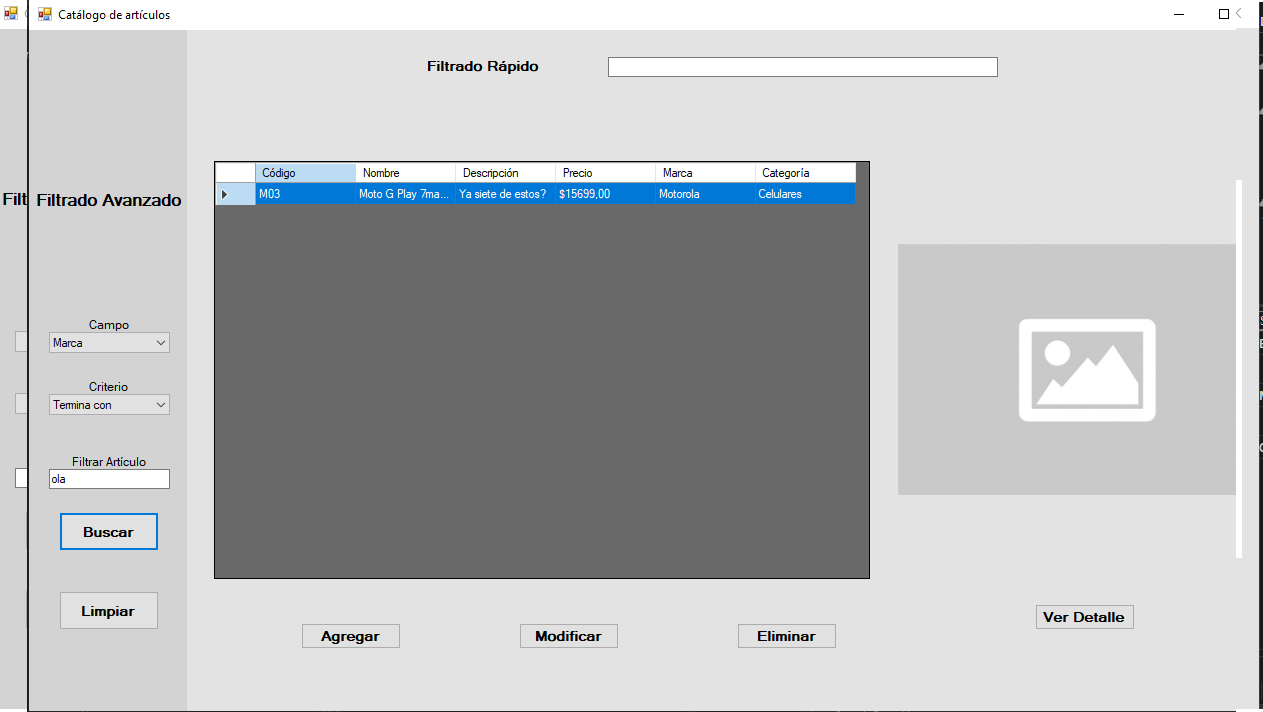 Catálogo de artículos
Filtrado Rápido
Código Nombre Descripción Precio Marca Categoría
M03 Moto G Play 7ma... Ya siete de estos? $15699,00 Motorola Celulares
Filt
Filtrado Avanzado
Campo
Marca
Criterio
Termina con
Filtrar Artículo
ola
Buscar
Limpiar
Agregar Modificar Eliminar
Ver Detalle